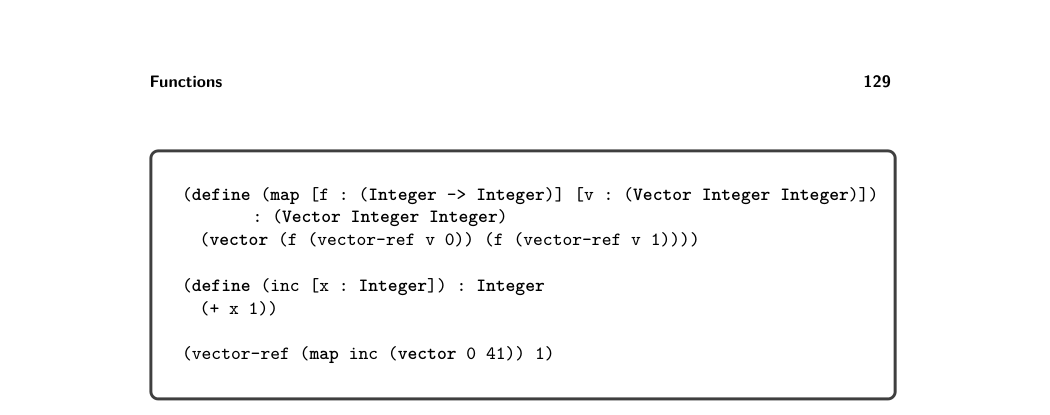 Functions 129
(define (map [f : (Integer -> Integer)] [v : (Vector Integer Integer)])
: (Vector Integer Integer)
(vector (f (vector-ref v 0)) (f (vector-ref v 1))))
(define (inc [x : Integer]) : Integer
(+ x 1))
(vector-ref (map inc (vector 0 41)) 1)